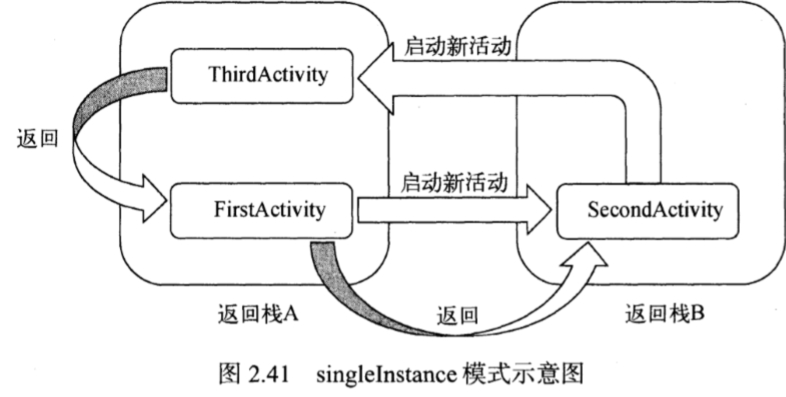 启动新活动
ThirdActivity
返回
启动新活动
FirstActivity
SecondActivity
返回栈A
返回
返回栈B
图 2.41 singleInstance 模式示意图